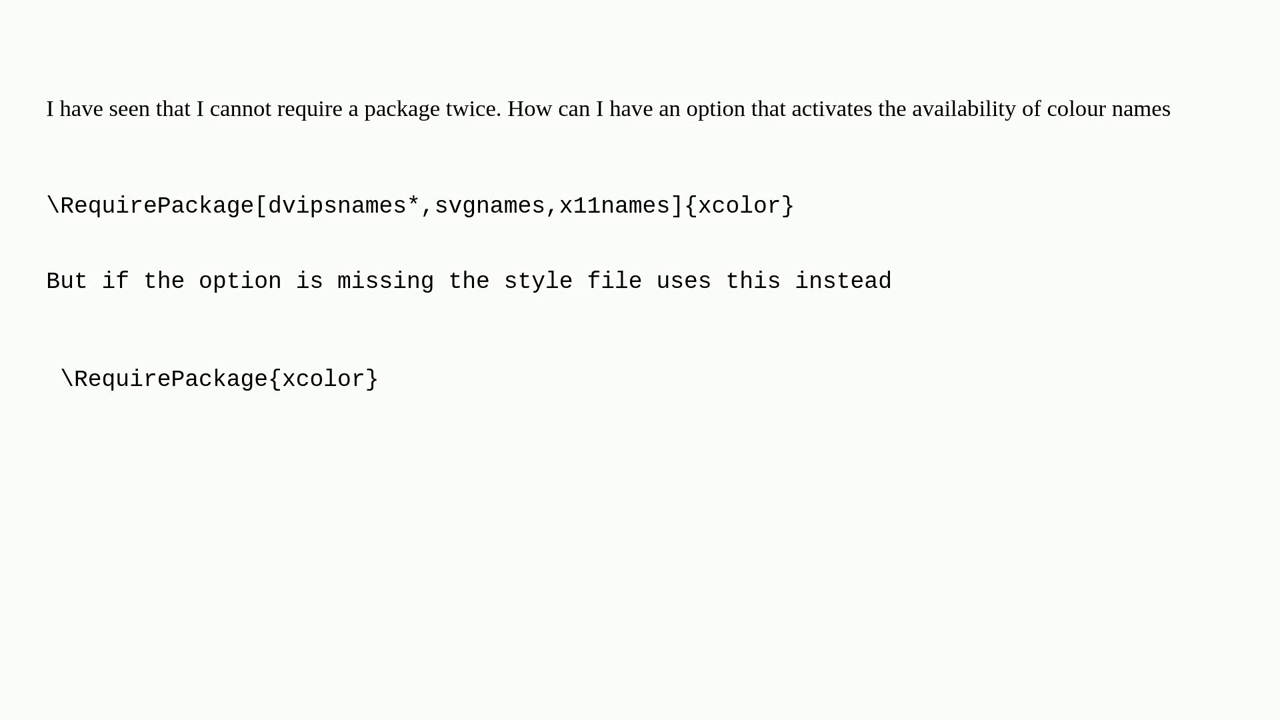 I have seen that I cannot require a package twice. How can I have an option that activates the availability of colour names
\RequirePackage[dvipsnames*,svgnames,x11names]{xcolor}
But if the option is missing the style file uses this instead
\RequirePackage{xcolor}